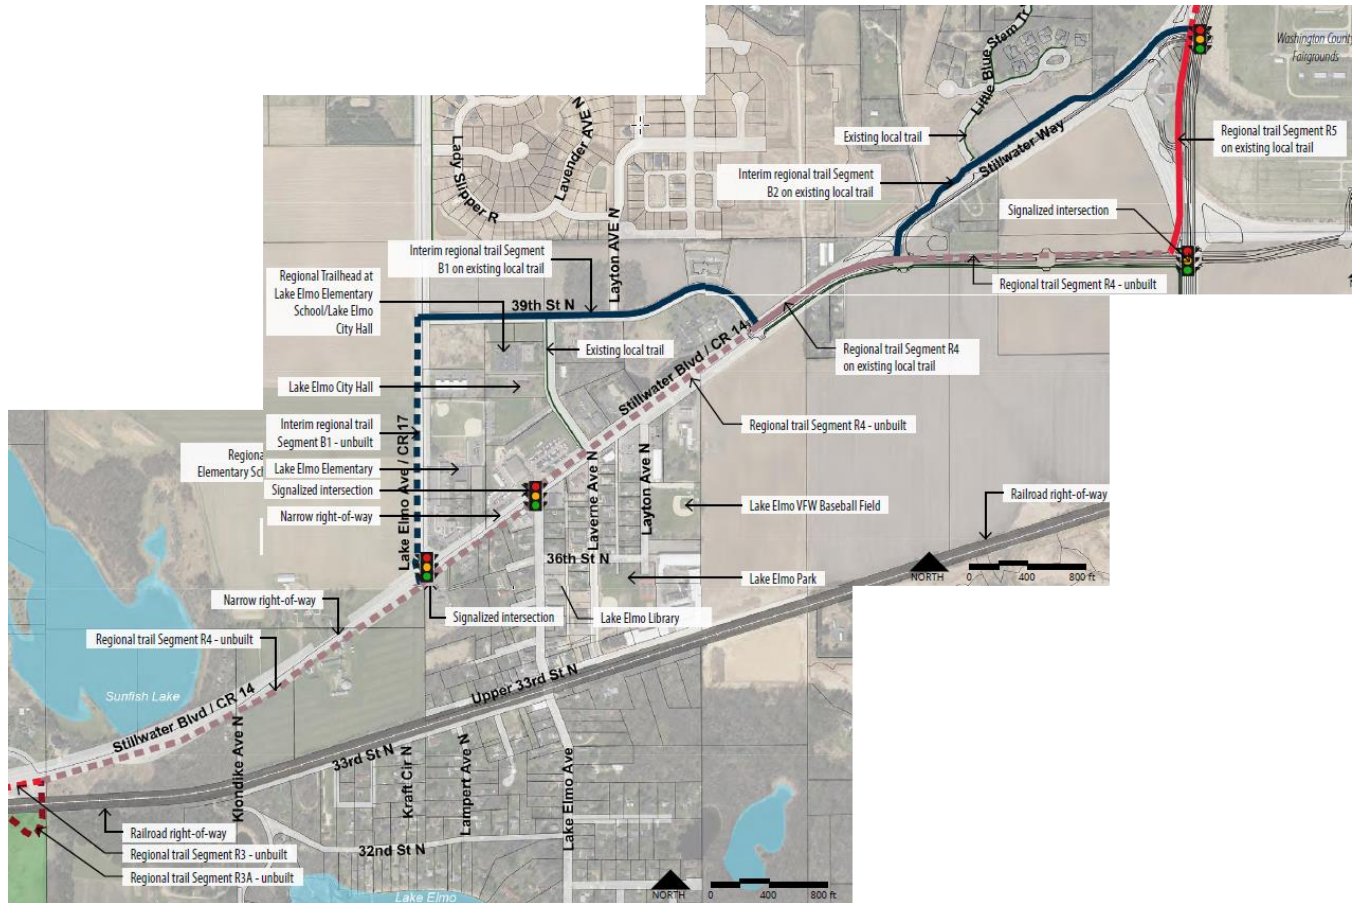 Little Blue Stem Tr
Washington County
Fairgrounds
Existing local trail
Regional trail Segment R5
on existing local trail
Stillwater Way
Interim regional trail Segment
B2 on existing local trail
Signalized intersection
Lady Slipper R
Lavender AVE N
Layton AVE N
Interim regional trail Segment
B1 on existing local trail
Regional Trailhead at
Lake Elmo Elementary
School/Lake Elmo
City Hall
39th St N
Regional trail Segment R4 - unbuilt
Existing local trail
Stillwater Blvd / CR 14
Regional trail Segment R4
on existing local trail
Lake Elmo City Hall
Interim regional trail
Segment B1 - unbuilt
Lake Elmo Ave / CR 17
Regional trail Segment R4 - unbuilt
Regiona
Elementary Sch
Lake Elmo Elementary
Signalized intersection
Narrow right-of-way
Laverne Ave N
Layton Ave N
Lake Elmo VFW Baseball Field
Railroad right-of-way
36th St N
Lake Elmo Park
NORTH
0 400 800 ft
Narrow right-of-way
Signalized intersection
Lake Elmo Library
Regional trail Segment R4 - unbuilt
Sunfish Lake
Stillwater Blvd / CR 14
Klondike Ave N
Upper 33rd St N
33rd St N
Kraft Cir N
Lampert Ave N
Lake Elmo Ave
Railroad right-of-way
Regional trail Segment R3 - unbuilt
Regional trail Segment R3A - unbuilt
32nd St N
Lake Elmo
NORTH
0 400 800 ft